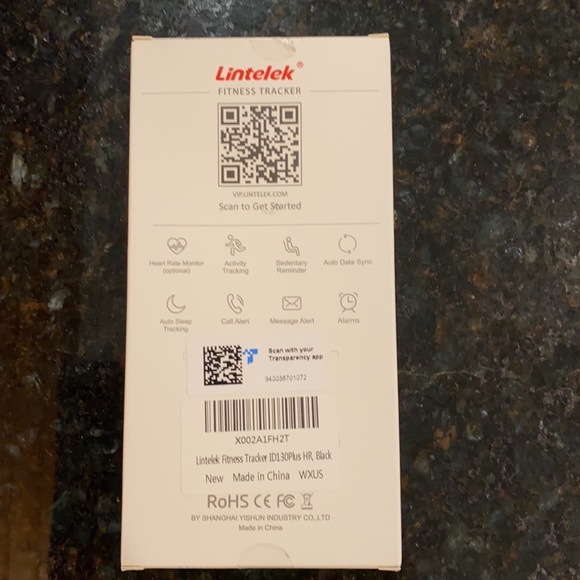 Lintelek®
FITNESS TRACKER
VIP.LINTELEK.COM
Scan to Get Started
Heart Rate Monitor (optional)
Activity Tracking
Sedentary Reminder
Auto Data Sync
Auto Sleep Tracking
Call Alert
Message Alert
Alarms
Scan with your
Transparency app
X002A1FH2T
Lintelek Fitness Tracker ID130Plus HR, Black
New Made in China WXUS
RoHS CE FC
BY SHANGHAI YISHUN INDUSTRY CO.,LTD
Made in China